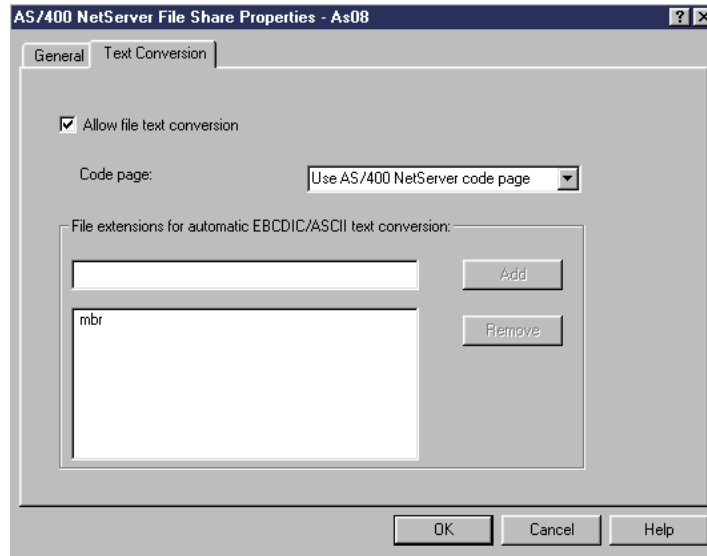 AS/400 NetServer File Share Properties - As08
General Text Conversion
Allow file text conversion
Code page: Use AS/400 NetServer code page
File extensions for automatic EBCDIC/ASCII text conversion:
Add
mbr
Remove
OK Cancel Help